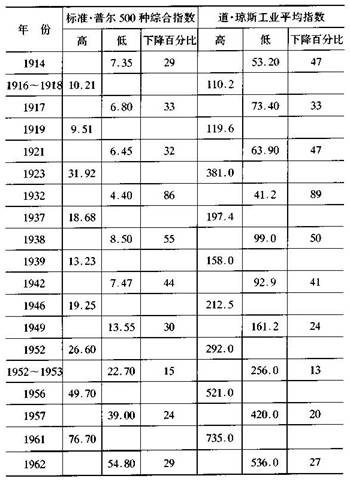 年 份 标准·普尔 500 种综合指数 道·琼斯工业平均指数
高 低 下降百分比 高 低 下降百分比
1914 7.35 29 53.20 47
1916~1918 10.21 110.2
1917 6.80 33 73.40 33
1919 9.51 119.6
1921 6.45 32 63.90 47
1923 31.92 381.0
1932 4.40 86 41.2 89
1937 18.68 197.4
1938 8.50 55 99.0 50
1939 13.23 158.0
1942 7.47 44 92.9 41
1946 19.25 212.5
1949 13.55 30 161.2 24
1952 26.60 292.0
1952~1953 22.70 15 256.0 13
1956 49.70 521.0
1957 39.00 24 420.0 20
1961 76.70 735.0
1962 54.80 29 536.0 27